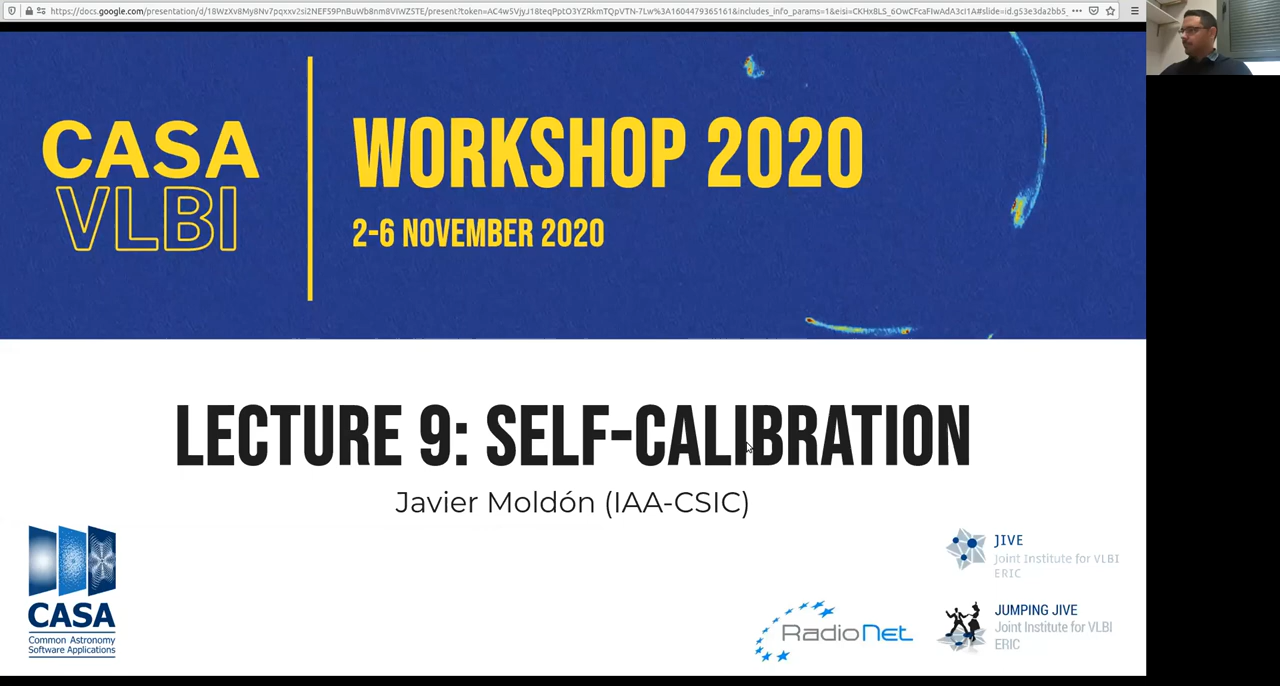 CASA
VLBI
WORKSHOP 2020
2-6 NOVEMBER 2020
LECTURE 9: SELF-CALIBRATION
Javier Moldón (IAA-CSIC)
CASA
Common Astronomy
Software Applications
RadioNet
JIVE
Joint Institute for VLBI
ERIC
JUMPING JIVE
Joint Institute for VLBI
ERIC